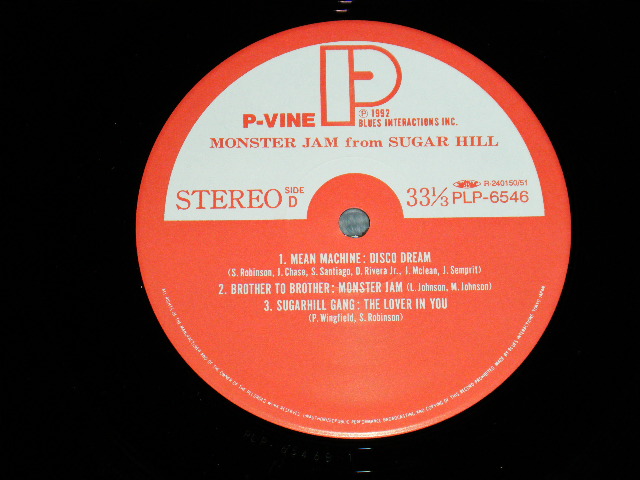 P
P-VINE
℗ 1992
BLUES INTERACTIONS INC.
MONSTER JAM from SUGAR HILL
STEREO SIDE D
33⅓ R-240150/51
PLP-6546
1. MEAN MACHINE : DISCO DREAM
(S. Robinson, J. Chase, S. Santiago, D. Rivera Jr., J. Mclean, J. Semprit)
2. BROTHER TO BROTHER : MONSTER JAM (L. Johnson, M. Johnson)
3. SUGARHILL GANG : THE LOVER IN YOU
(P. Wingfield, S. Robinson)